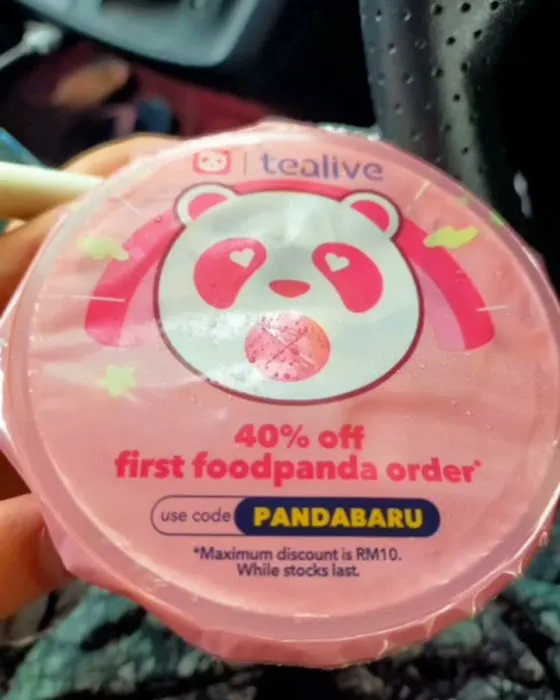 tealive
40% off
first foodpanda order*
use code PANDABARU
*Maximum discount is RM10.
While stocks last.